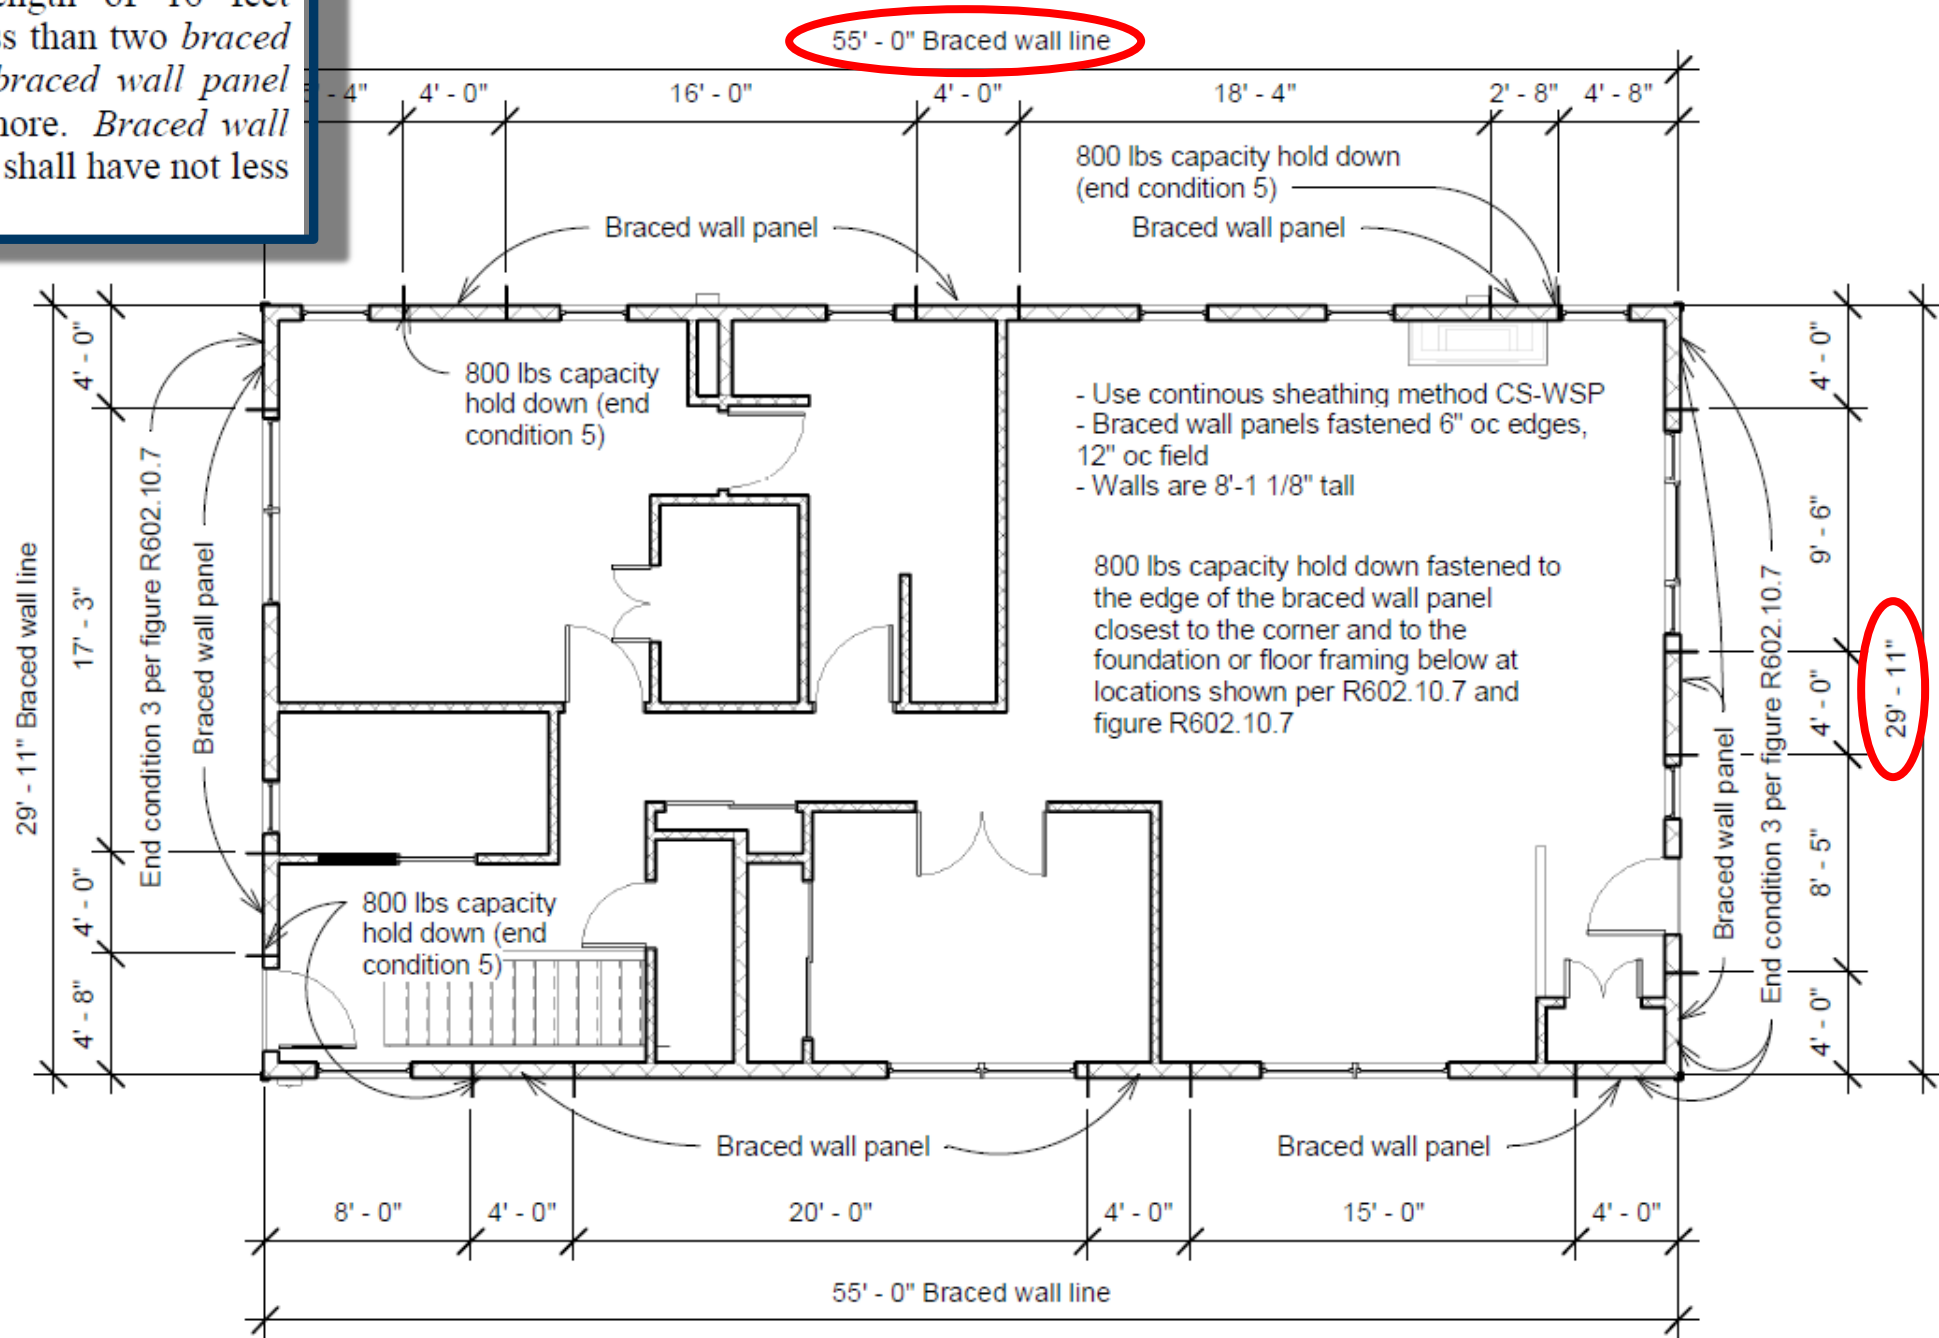 length of 16 feet
than two braced
braced wall panel
more. Braced wall
shall have not less
55' - 0" Braced wall line
4" 4' - 0" 16' - 0" 4' - 0" 18' - 4" 2' - 8" 4' - 8"
800 lbs capacity hold down
(end condition 5)
Braced wall panel
Braced wall panel
4' - 0"
17' - 3"
4' - 0"
4' - 8"
29' - 11" Braced wall line
End condition 3 per figure R602.10.7
Braced wall panel
800 lbs capacity
hold down (end
condition 5)
- Use continous sheathing method CS-WSP
- Braced wall panels fastened 6" oc edges,
12" oc field
- Walls are 8'-1 1/8" tall
800 lbs capacity hold down fastened to
the edge of the braced wall panel
closest to the corner and to the
foundation or floor framing below at
locations shown per R602.10.7 and
figure R602.10.7
4' - 0"
9' - 6"
4' - 0"
8' - 5"
4' - 0"
29' - 11"
Braced wall panel
End condition 3 per figure R602.10.7
800 lbs capacity
hold down (end
condition 5)
Braced wall panel
Braced wall panel
8' - 0" 4' - 0" 20' - 0" 4' - 0" 15' - 0" 4' - 0"
55' - 0" Braced wall line